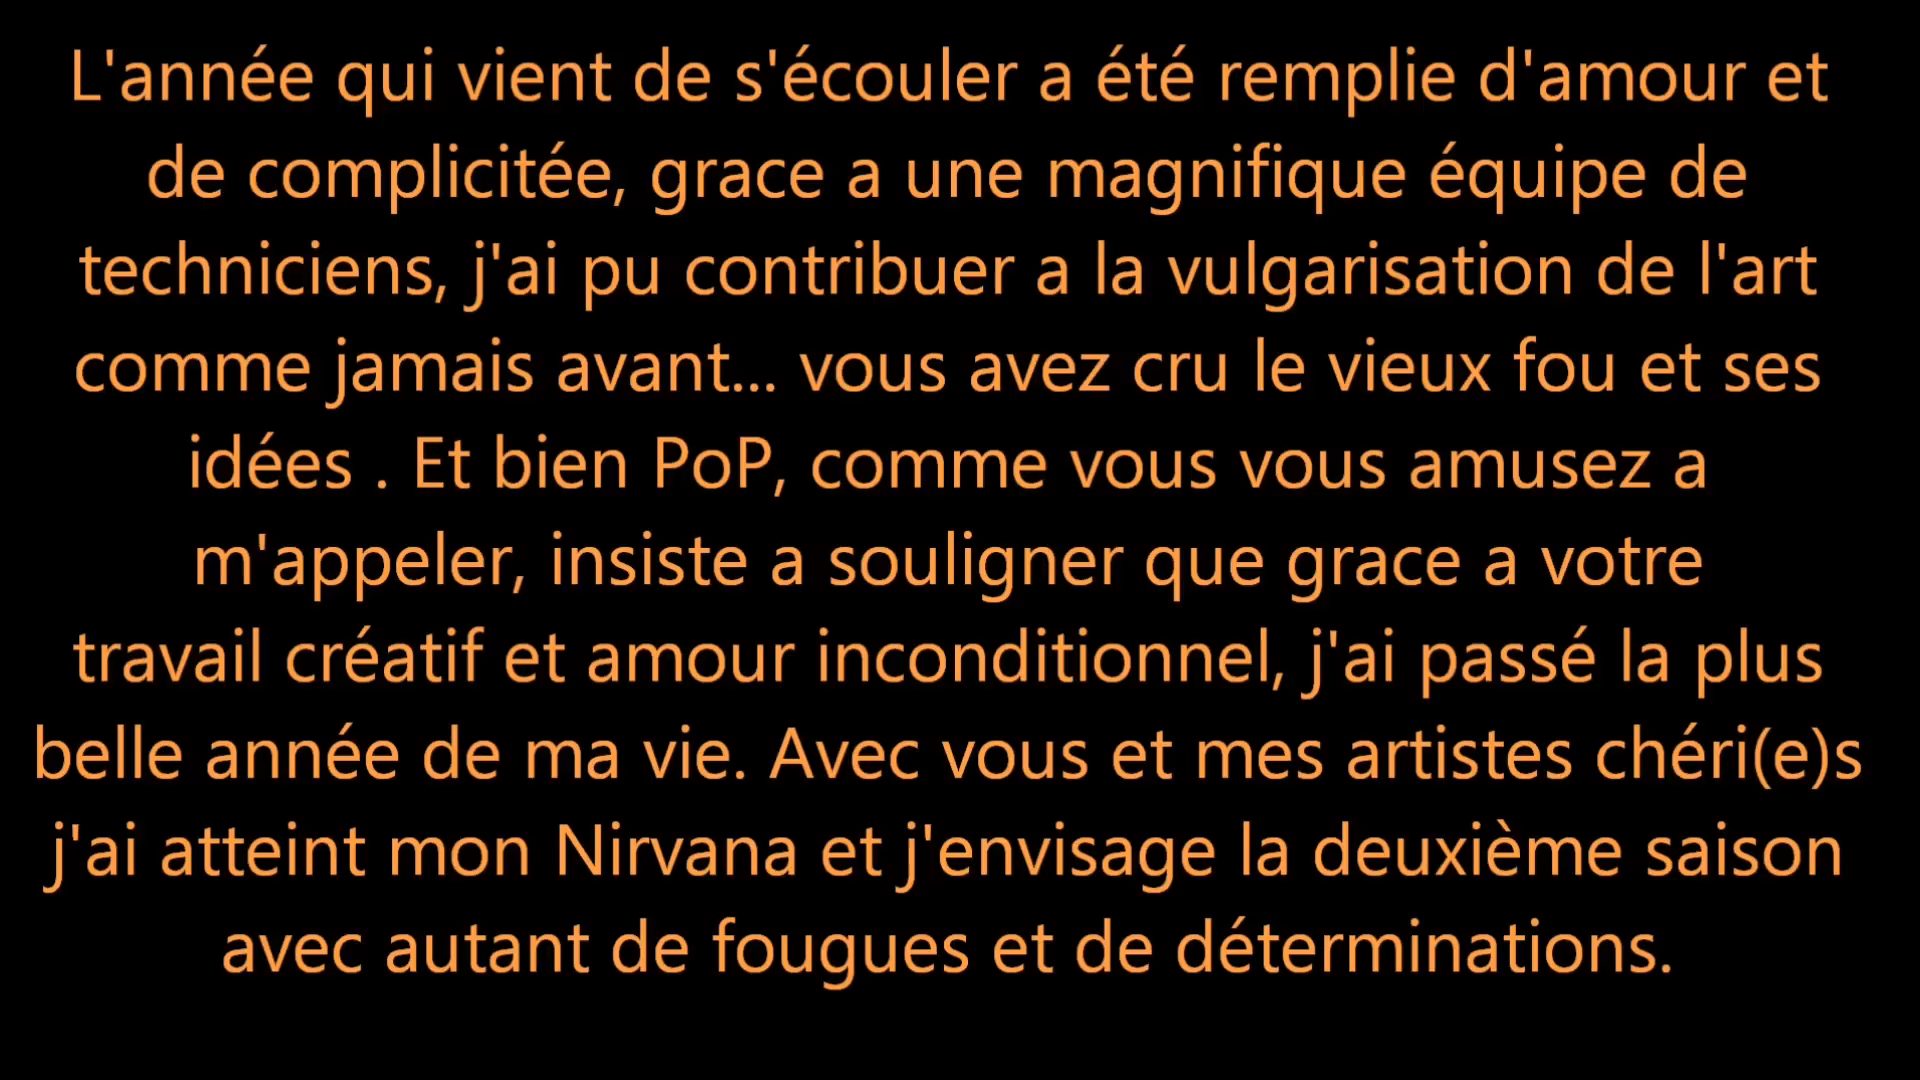 L'année qui vient de s'écouler a été remplie d'amour et
de complicitée, grace a une magnifique équipe de
techniciens, j'ai pu contribuer a la vulgarisation de l'art
comme jamais avant... vous avez cru le vieux fou et ses
idées . Et bien PoP, comme vous vous amusez a
m'appeler, insiste a souligner que grace a votre
travail créatif et amour inconditionnel, j'ai passé la plus
belle année de ma vie. Avec vous et mes artistes chéri(e)s
j'ai atteint mon Nirvana et j'envisage la deuxième saison
avec autant de fougues et de déterminations.